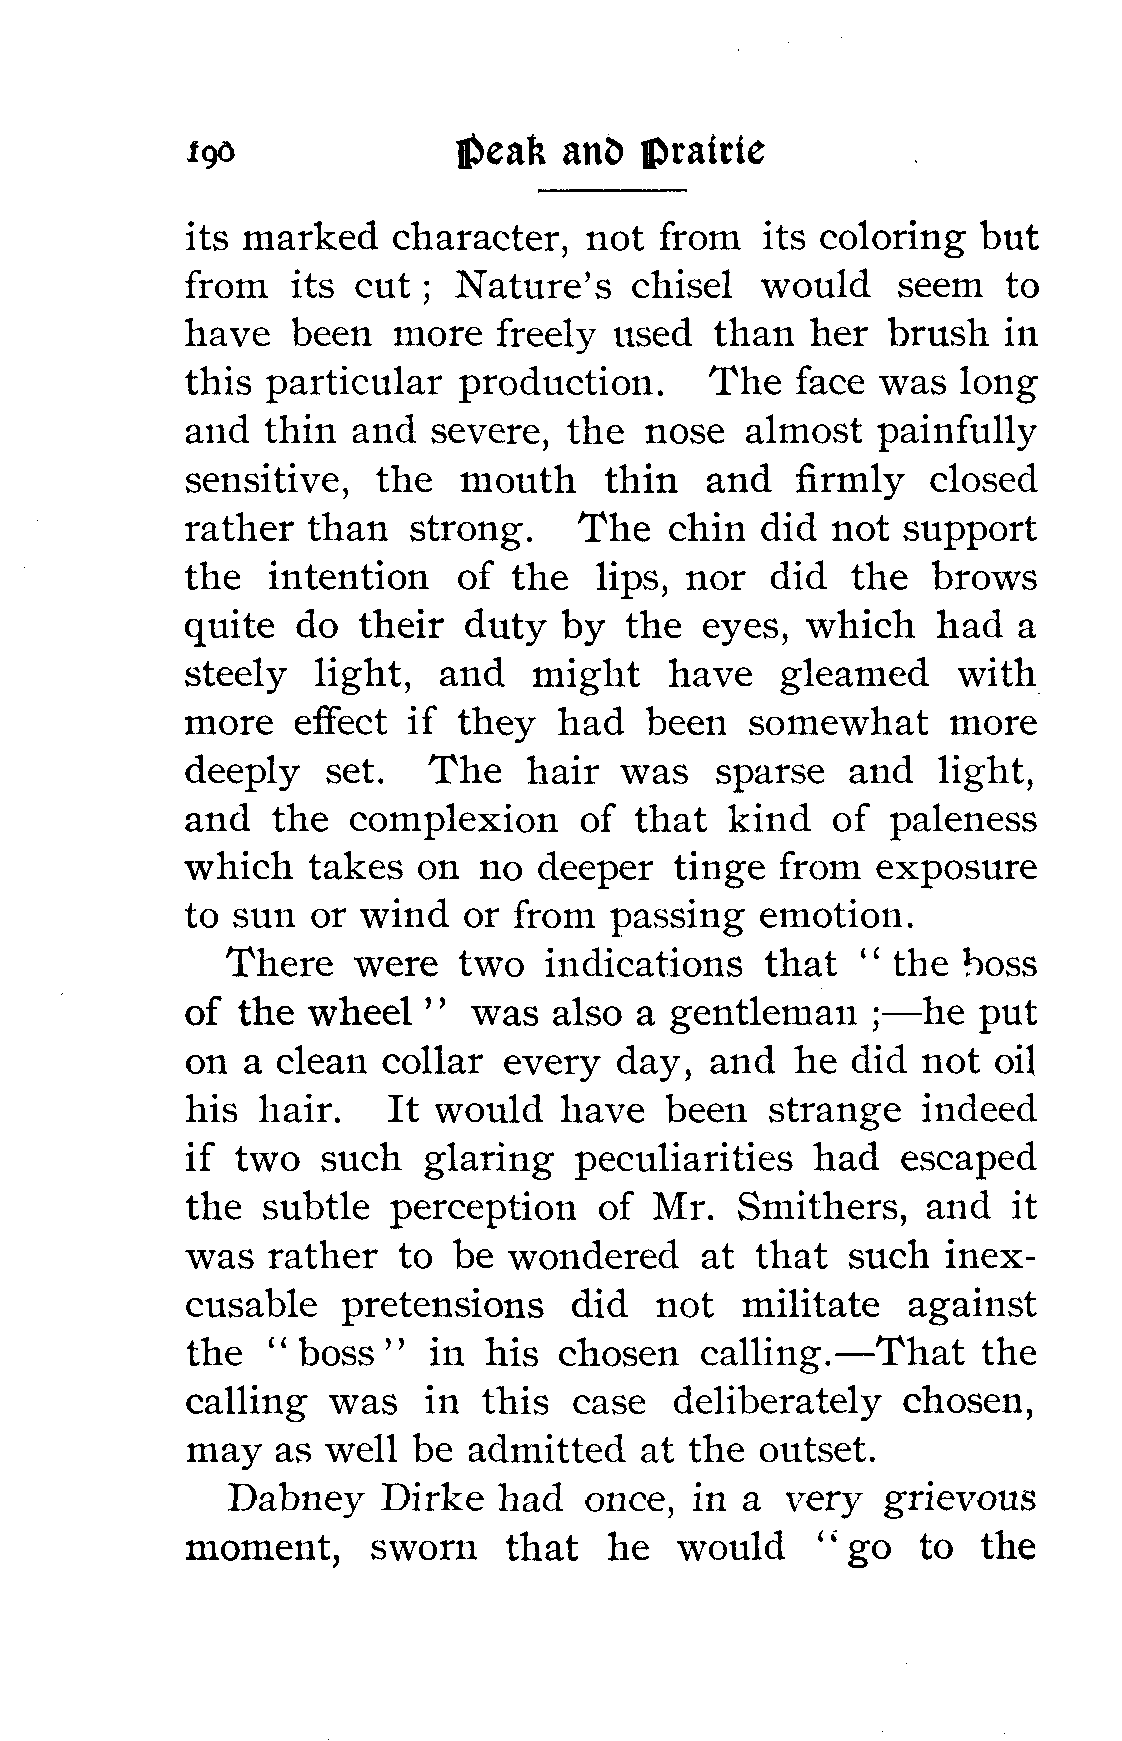 190 Peak and Prairie
its marked character, not from its coloring but
from its cut ; Nature's chisel would seem to
have been more freely used than her brush in
this particular production. The face was long
and thin and severe, the nose almost painfully
sensitive, the mouth thin and firmly closed
rather than strong. The chin did not support
the intention of the lips, nor did the brows
quite do their duty by the eyes, which had a
steely light, and might have gleamed with
more effect if they had been somewhat more
deeply set. The hair was sparse and light,
and the complexion of that kind of paleness
which takes on no deeper tinge from exposure
to sun or wind or from passing emotion.
There were two indications that “ the boss
of the wheel ” was also a gentleman ;—he put
on a clean collar every day, and he did not oil
his hair. It would have been strange indeed
if two such glaring peculiarities had escaped
the subtle perception of Mr. Smithers, and it
was rather to be wondered at that such inex-
cusable pretensions did not militate against
the “ boss ” in his chosen calling.—That the
calling was in this case deliberately chosen,
may as well be admitted at the outset.
Dabney Dirke had once, in a very grievous
moment, sworn that he would “ go to the